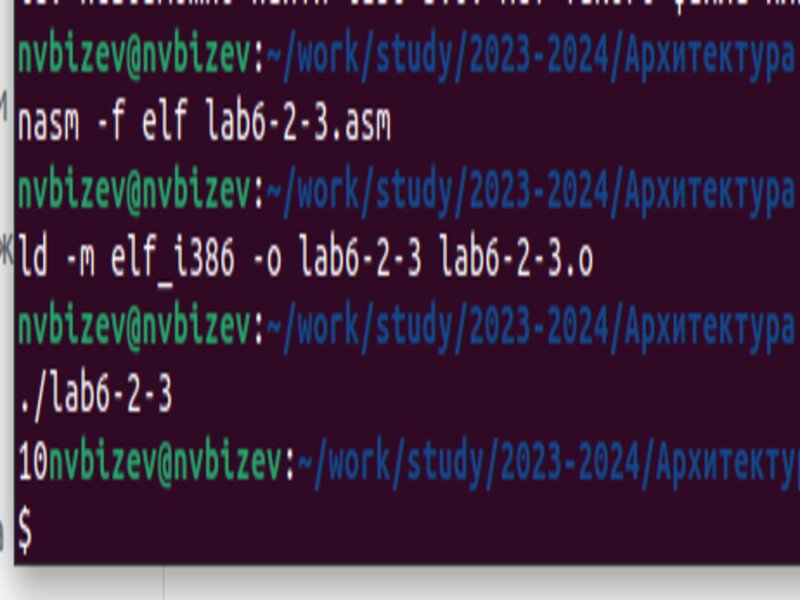 nvbizev@nvbizev:~/work/study/2023-2024/Архитектура
nasm -f elf lab6-2-3.asm
nvbizev@nvbizev:~/work/study/2023-2024/Архитектура
ld -m elf_i386 -o lab6-2-3 lab6-2-3.o
nvbizev@nvbizev:~/work/study/2023-2024/Архитектура
./lab6-2-3
10nvbizev@nvbizev:~/work/study/2023-2024/Архитектур
$